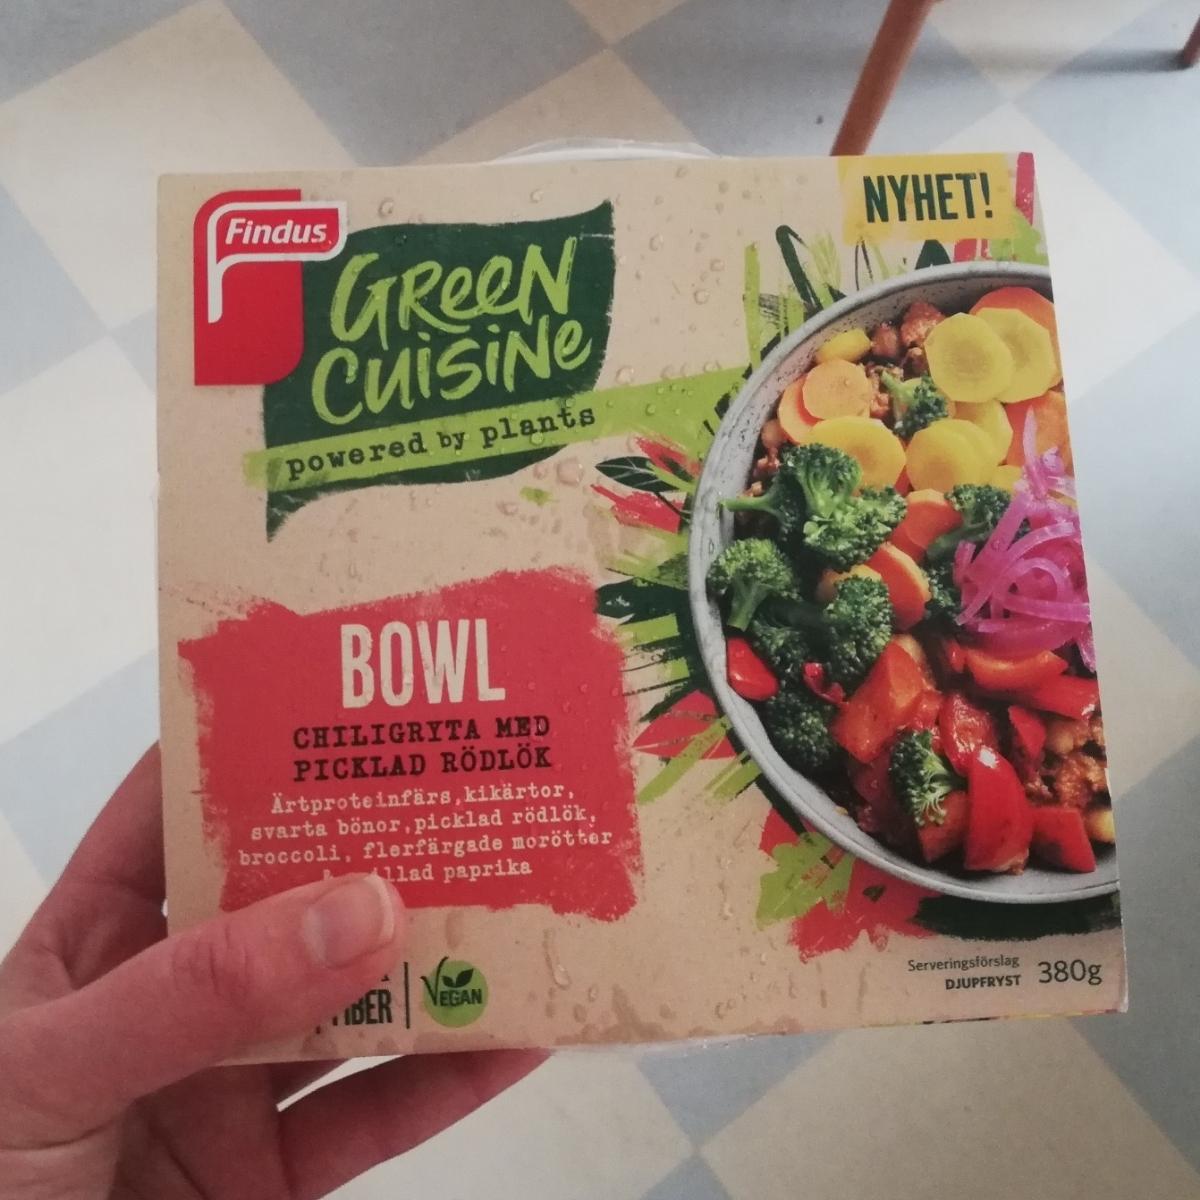 Findus
GREEN
CUISINE
powered by plants
NYHET!
BOWL
CHILIGRYTA MED
PICKLAD RÖDLÖK
Ärtproteinfärs, kikärtor,
svarta bönor, picklad rödlök,
broccoli, flerfärgade morötter
paprika
FIBER
VEGAN
Serveringsförslag
DJUPFRYST 380g